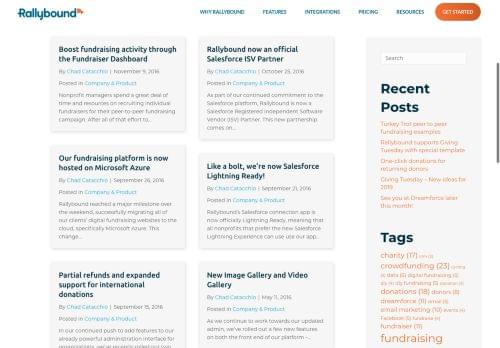 Rallybound
WHY RALLYBOUND
FEATURES
INTEGRATIONS
PRICING
RESOURCES
GET STARTED
Boost fundraising activity through
the Fundraiser Dashboard
By Chad Catacchio | November 9, 2016
Posted in Company & Product
Nonprofit managers spend a great deal of
time and resources on recruiting individual
fundraisers for their peer-to-peer fundraising
campaign. After all of that effort to...
Rallybound now an official
Salesforce ISV Partner
By Chad Catacchio | October 25, 2016
Posted in Company & Product
As part of our continued commitment to the
Salesforce platform, Rallybound is now a
Salesforce Registered Independent Software
Vendor (ISV) Partner. This new partnership
comes on...
Our fundraising platform is now
hosted on Microsoft Azure
By Chad Catacchio | September 26, 2016
Posted in Company & Product
Rallybound reached a major milestone over
the weekend, successfully migrating all of
our clients' digital fundraising websites to the
cloud, specifically Microsoft Azure. This
change...
Like a bolt, we're now Salesforce
Lightning Ready!
By Chad Catacchio | September 21, 2016
Posted in Company & Product
Rallybound's Salesforce connection app is
now officially Lightning Ready, meaning that
all nonprofits that prefer the new Salesforce
Lightning Experience can use use our app...
Partial refunds and expanded
support for international
donations
By Chad Catacchio | September 15, 2016
Posted in Company & Product
In our continued push to add features to our
already powerful administration interface
New Image Gallery and Video
Gallery
By Chad Catacchio | May 11, 2016
Posted in Company & Product
As we continue to work towards our updated
admin, we've rolled out a few new features
on both the front end of our platform –...
Search
Recent
Posts
Turkey Trot peer to peer
fundraising examples
Rallybound supports Giving
Tuesday with special template
One-click donations for
returning donors
Giving Tuesday – New ideas for
2019
See you at Dreamforce later
this month!
Tags
charity (17)
crowdfunding (23)
data (5) digital fundraising (5)
donations (18) donors (8)
dreamforce (11) email (5)
email marketing (10) events (4)
Facebook (5) fundraise (4)
fundraiser (11)
fundraising